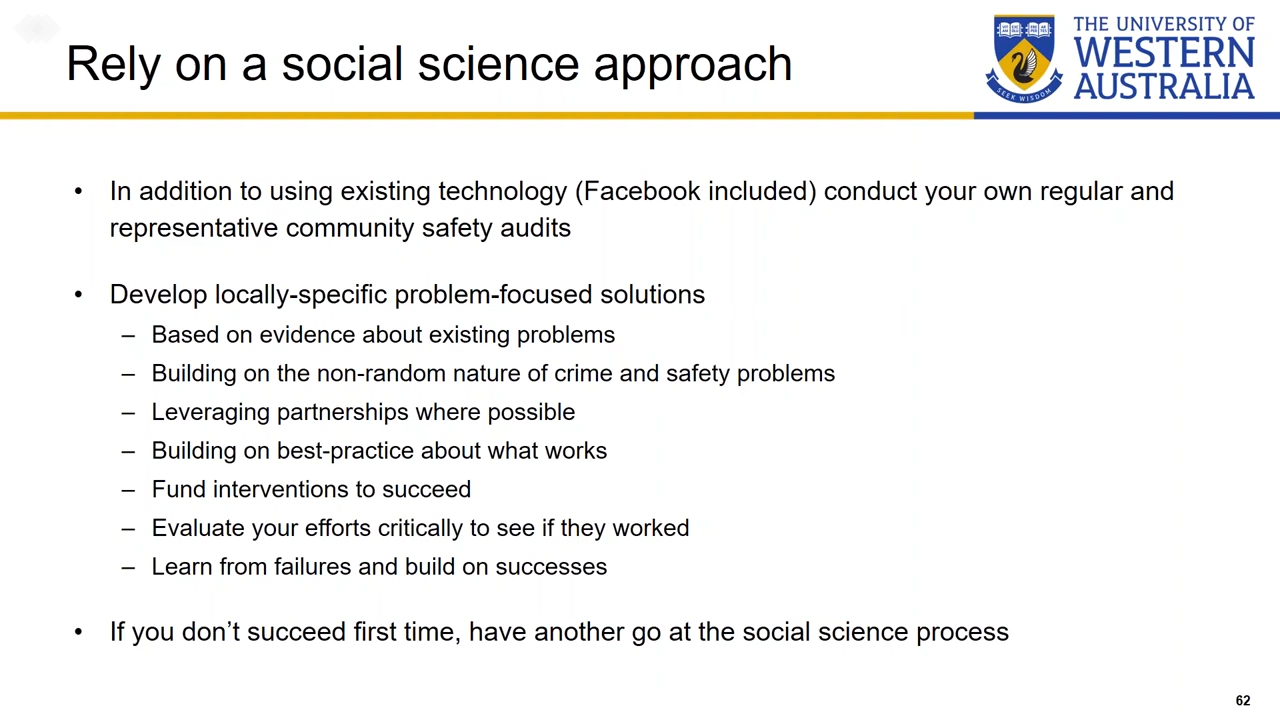 Rely on a social science approach
THE UNIVERSITY OF
WESTERN
AUSTRALIA
SEEK WISDOM
• In addition to using existing technology (Facebook included) conduct your own regular and
representative community safety audits
• Develop locally-specific problem-focused solutions
– Based on evidence about existing problems
– Building on the non-random nature of crime and safety problems
– Leveraging partnerships where possible
– Building on best-practice about what works
– Fund interventions to succeed
– Evaluate your efforts critically to see if they worked
– Learn from failures and build on successes
• If you don’t succeed first time, have another go at the social science process
62